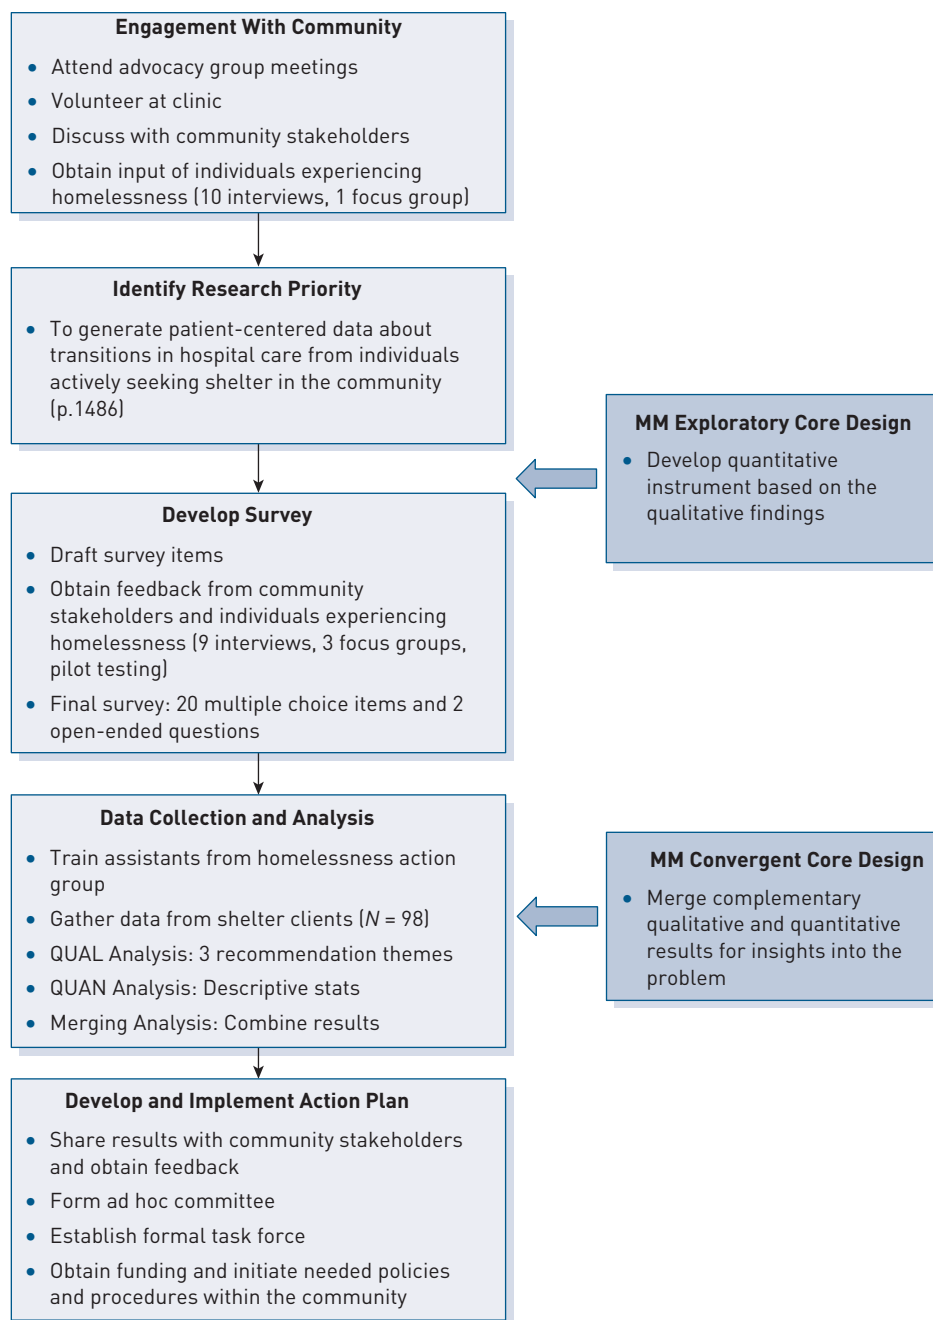 Engagement With Community
• Attend advocacy group meetings
• Volunteer at clinic
• Discuss with community stakeholders
• Obtain input of individuals experiencing
homelessness (10 interviews, 1 focus group)
Identify Research Priority
• To generate patient-centered data about
transitions in hospital care from individuals
actively seeking shelter in the community
(p.1486)
MM Exploratory Core Design
• Develop quantitative
instrument based on the
qualitative findings
Develop Survey
• Draft survey items
• Obtain feedback from community
stakeholders and individuals experiencing
homelessness (9 interviews, 3 focus groups,
pilot testing)
• Final survey: 20 multiple choice items and 2
open-ended questions
Data Collection and Analysis
• Train assistants from homelessness action
group
• Gather data from shelter clients (N = 98)
• QUAL Analysis: 3 recommendation themes
• QUAN Analysis: Descriptive stats
• Merging Analysis: Combine results
MM Convergent Core Design
• Merge complementary
qualitative and quantitative
results for insights into the
problem
Develop and Implement Action Plan
• Share results with community stakeholders
and obtain feedback
• Form ad hoc committee
• Establish formal task force
• Obtain funding and initiate needed policies
and procedures within the community